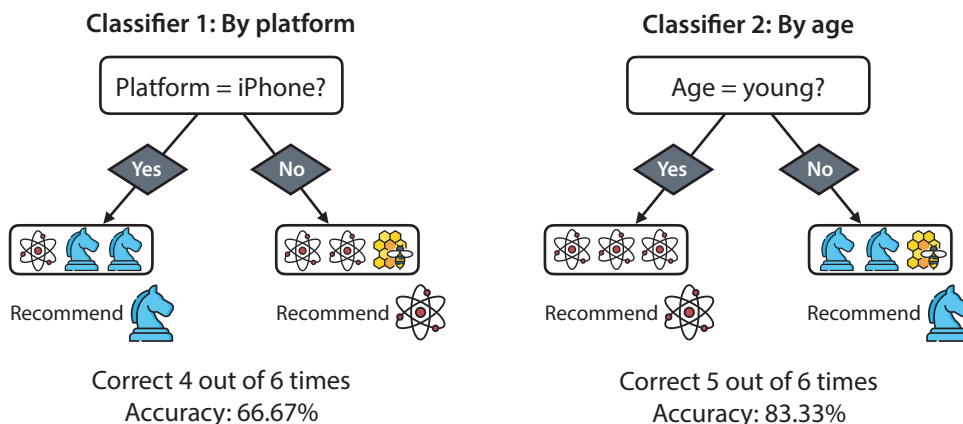 Classifier 1: By platform
Platform = iPhone?
Yes
No
Recommend
Recommend
Correct 4 out of 6 times
Accuracy: 66.67%
Classifier 2: By age
Age = young?
Yes
No
Recommend
Recommend
Correct 5 out of 6 times
Accuracy: 83.33%